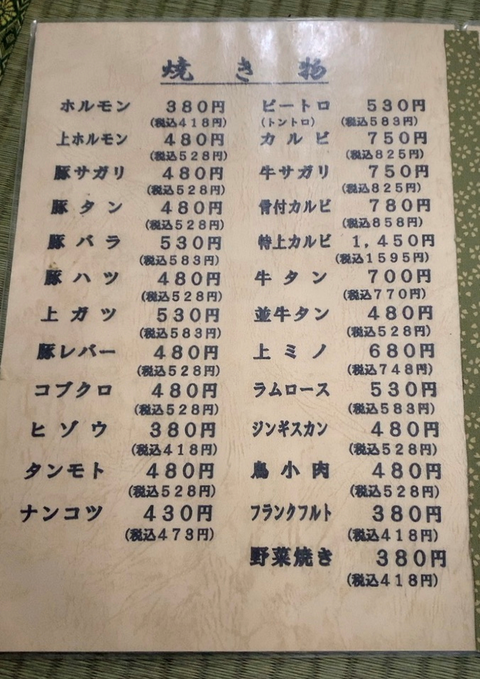 焼き物
ホルモン 380円
(税込418円)
上ホルモン 480円
(税込528円)
豚サガリ 480円
(税込528円)
豚タン 480円
(税込528円)
豚バラ 530円
(税込583円)
豚ハツ 480円
(税込528円)
上ガツ 530円
(税込583円)
豚レバー 480円
(税込528円)
コブクロ 480円
(税込528円)
ヒゾウ 380円
(税込418円)
タンモト 480円
(税込528円)
ナンコツ 430円
(税込473円)
ピートロ 530円
(トントロ) (税込583円)
カルビ 750円
(税込825円)
牛サガリ 750円
(税込825円)
骨付カルビ 780円
(税込858円)
特上カルビ 1,450円
(税込1595円)
牛タン 700円
(税込770円)
並牛タン 480円
(税込528円)
上ミノ 680円
(税込748円)
ラムロース 530円
(税込583円)
ジンギスカン 480円
(税込528円)
鳥小肉 480円
(税込528円)
フランクフルト 380円
(税込418円)
野菜焼き 380円
(税込418円)